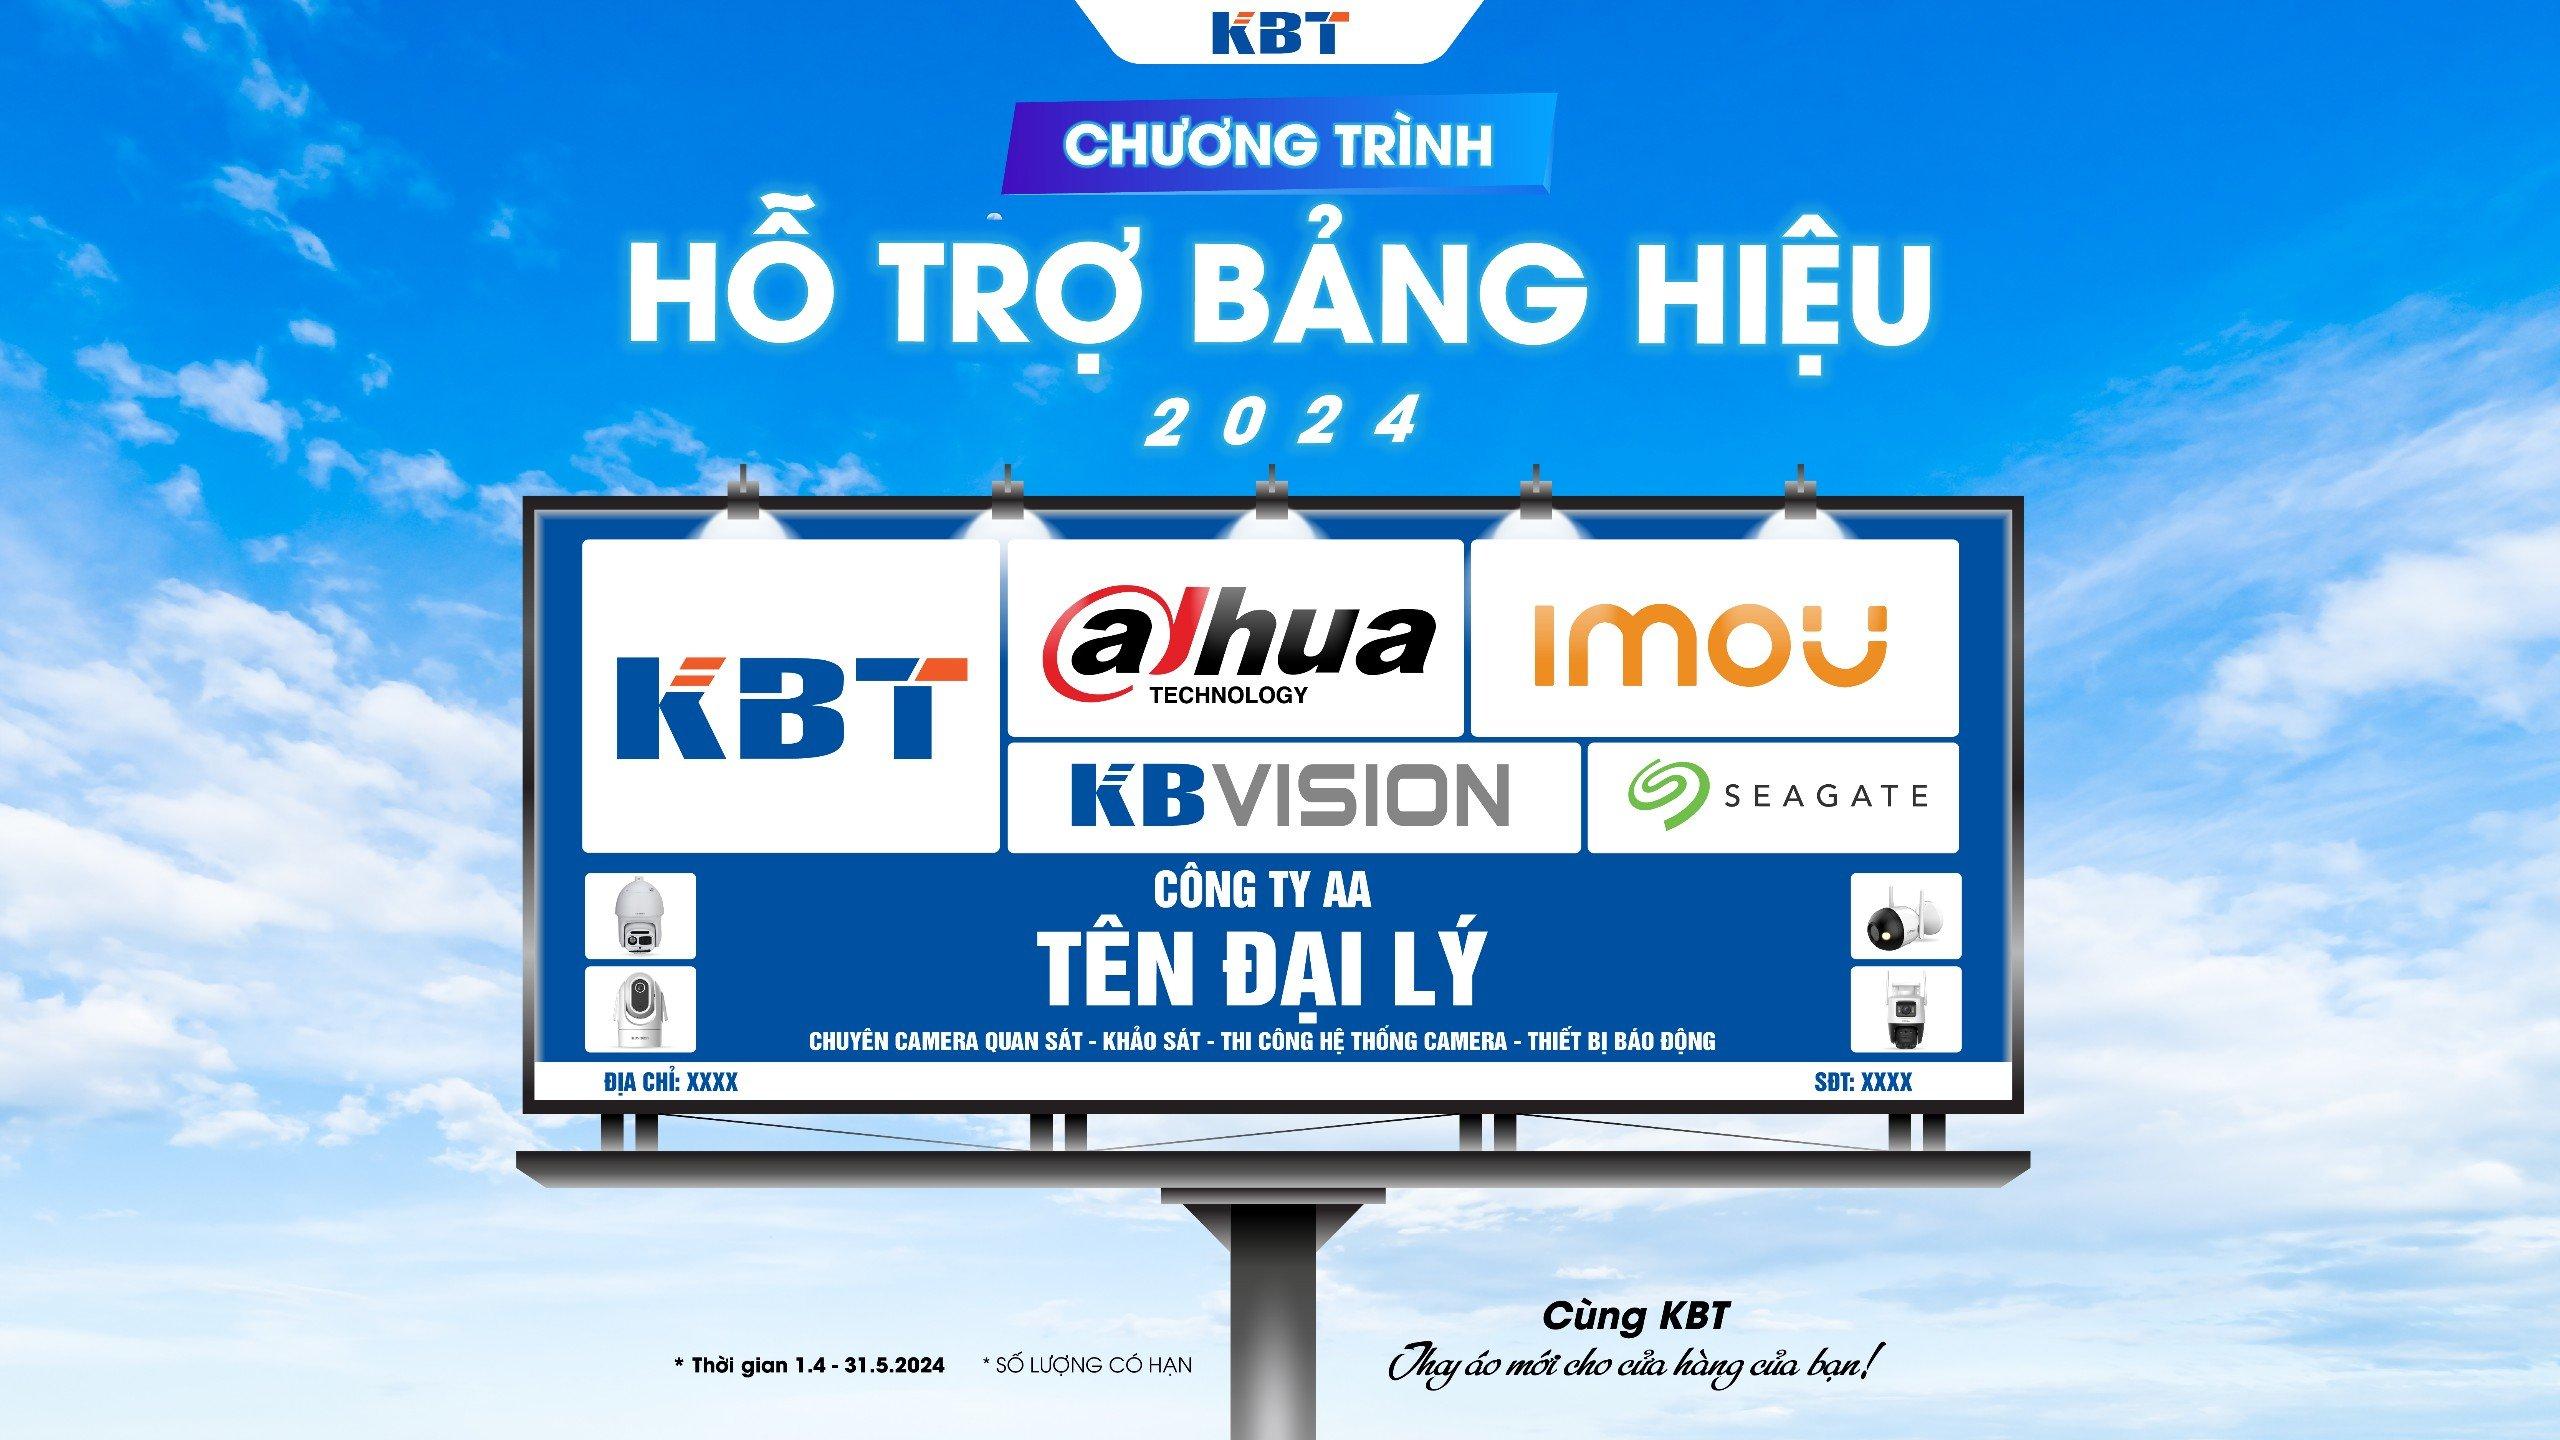 KBT
CHƯƠNG TRÌNH
HỖ TRỢ BẢNG HIỆU
2024
KBT
alhua
TECHNOLOGY
imou
KBVISION
SEAGATE
CÔNG TY AA
TÊN ĐẠI LÝ
CHUYÊN CAMERA QUAN SÁT - KHẢO SÁT - THI CÔNG HỆ THỐNG CAMERA - THIẾT BỊ BÁO ĐỘNG
ĐỊA CHỈ: XXXX
SĐT: XXXX
Cùng KBT
Thay áo mới cho cửa hàng của bạn!
* Thời gian 1.4 - 31.5.2024
* SỐ LƯỢNG CÓ HẠN